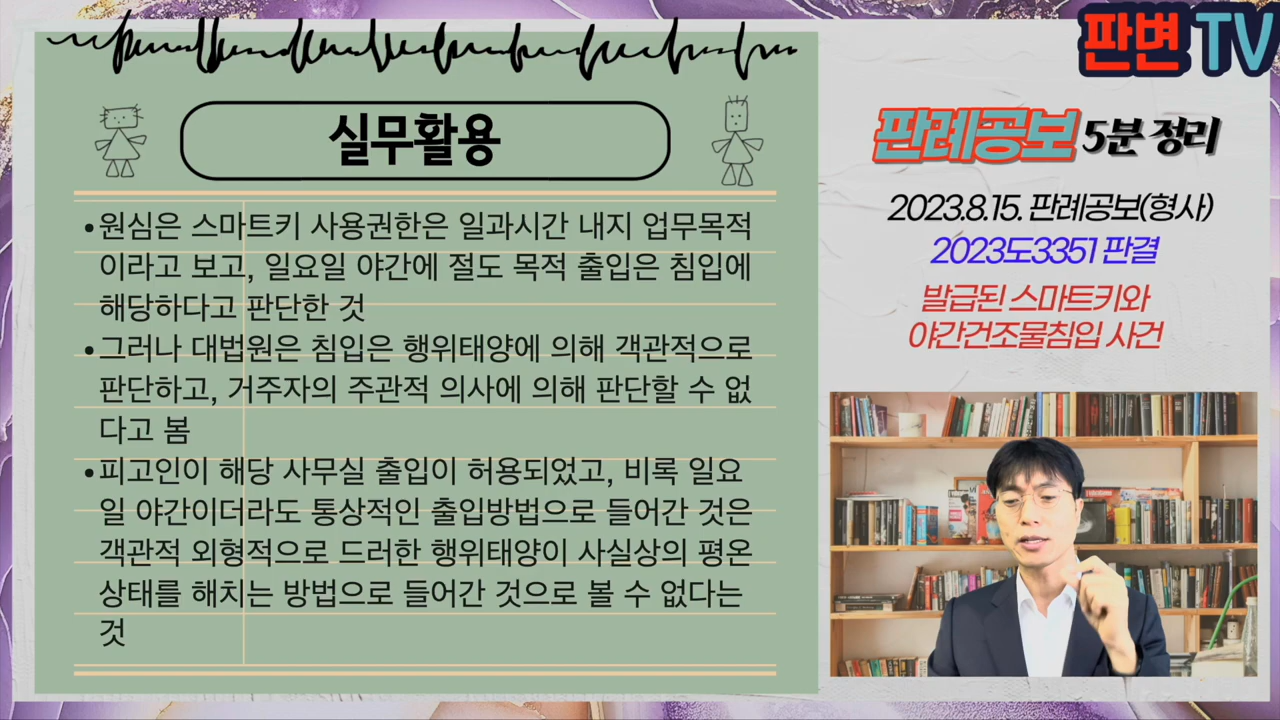 판변 TV
실무활용
•원심은 스마트키 사용권한은 일과시간 내지 업무목적
이라고 보고, 일요일 야간에 절도 목적 출입은 침입에
해당하다고 판단한 것
•그러나 대법원은 침입은 행위태양에 의해 객관적으로
판단하고, 거주자의 주관적 의사에 의해 판단할 수 없
다고 봄
•피고인이 해당 사무실 출입이 허용되었고, 비록 일요
일 야간이더라도 통상적인 출입방법으로 들어간 것은
객관적 외형적으로 드러한 행위태양이 사실상의 평온
상태를 해치는 방법으로 들어간 것으로 볼 수 없다는
것
판례공보 5분 정리
2023.8.15. 판례공보(형사)
2023도3351 판결
발급된 스마트키와
야간건조물침입 사건